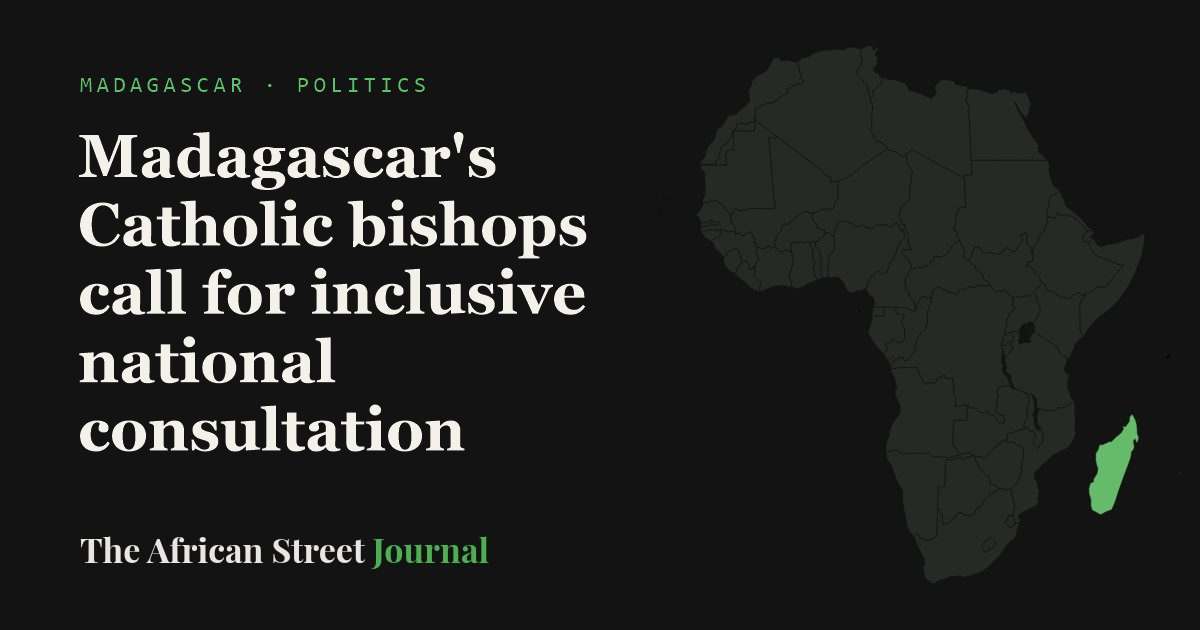 MADAGASCAR · POLITICS
Madagascar's
Catholic bishops
call for inclusive
national
consultation
The African Street Journal